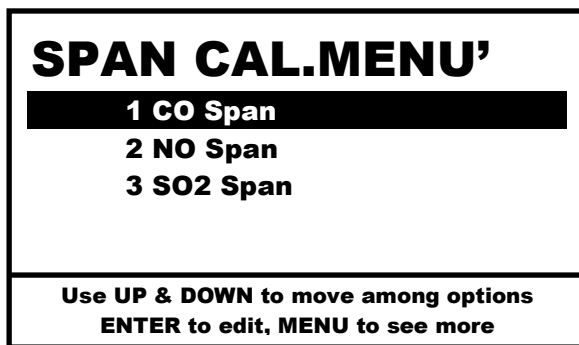 SPAN CAL.MENU’
1 CO Span
2 NO Span
3 SO2 Span
Use UP & DOWN to move among options
ENTER to edit, MENU to see more